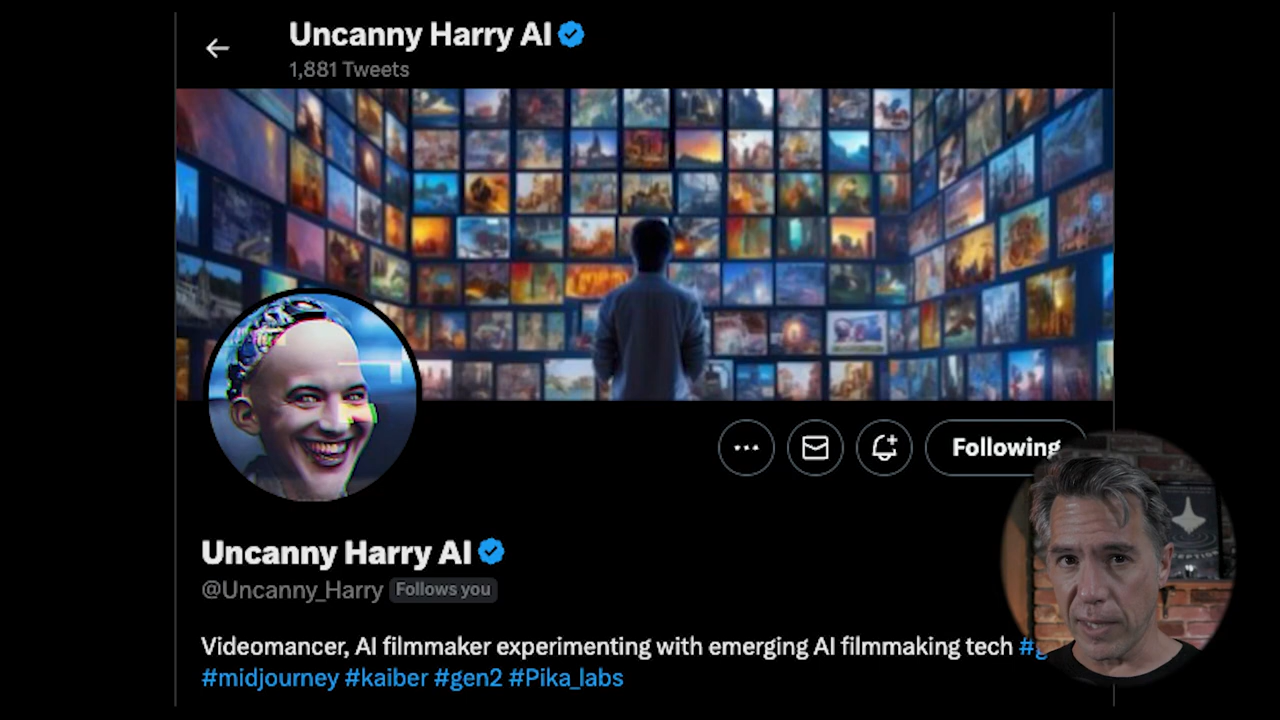 Uncanny Harry AI
1,881 Tweets
Following
Uncanny Harry AI
@Uncanny_Harry Follows you
Videomancer, AI filmmaker experimenting with emerging AI filmmaking tech
#midjourney #kaiber #gen2 #Pika_labs